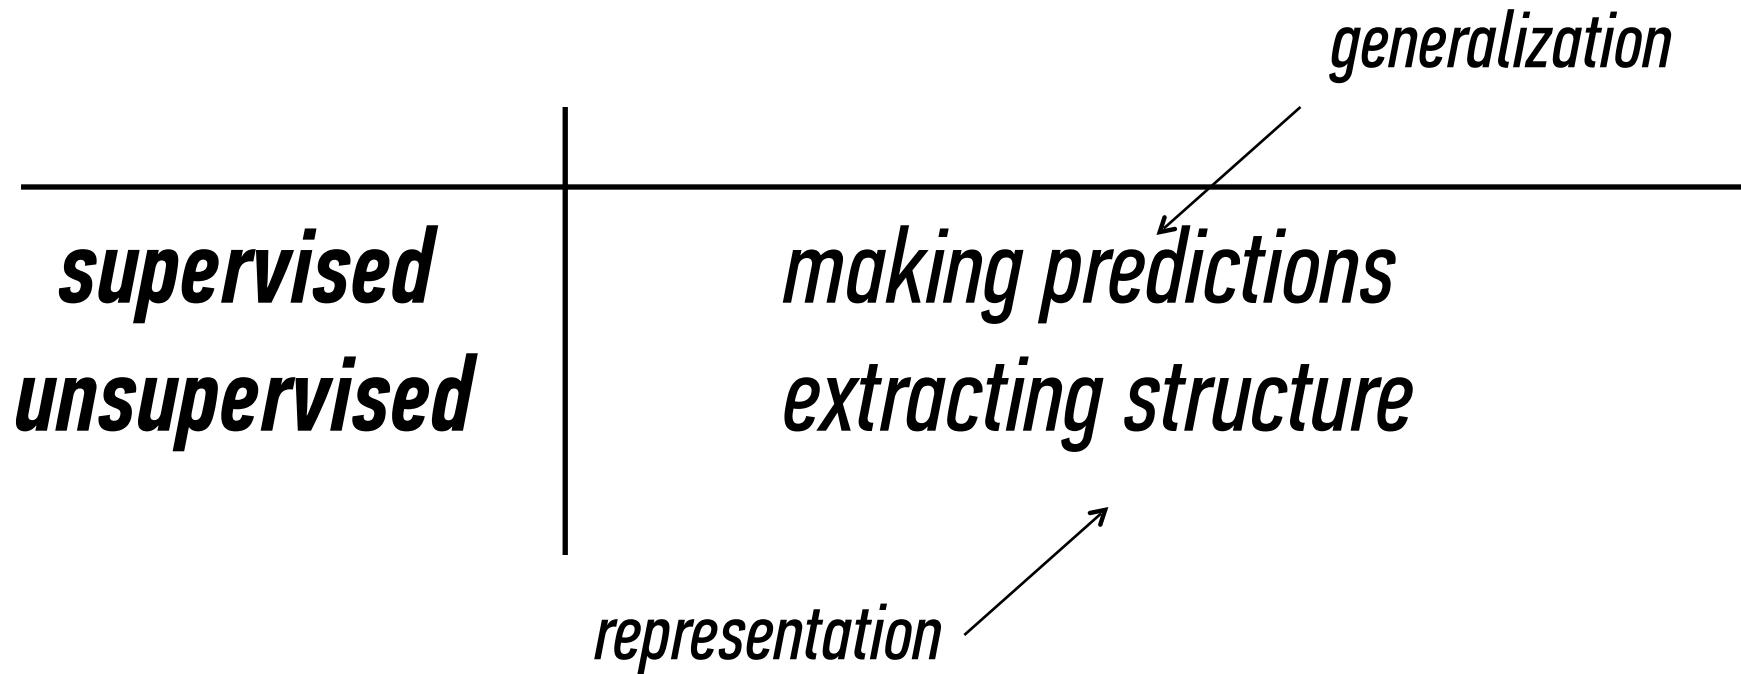 generalization
supervised making predictions
unsupervised extracting structure
representation